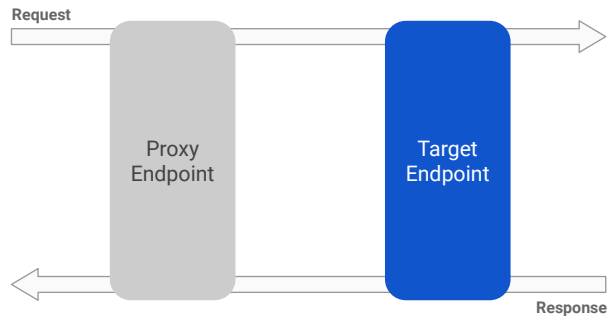 Request
Proxy
Endpoint
Target
Endpoint
Response